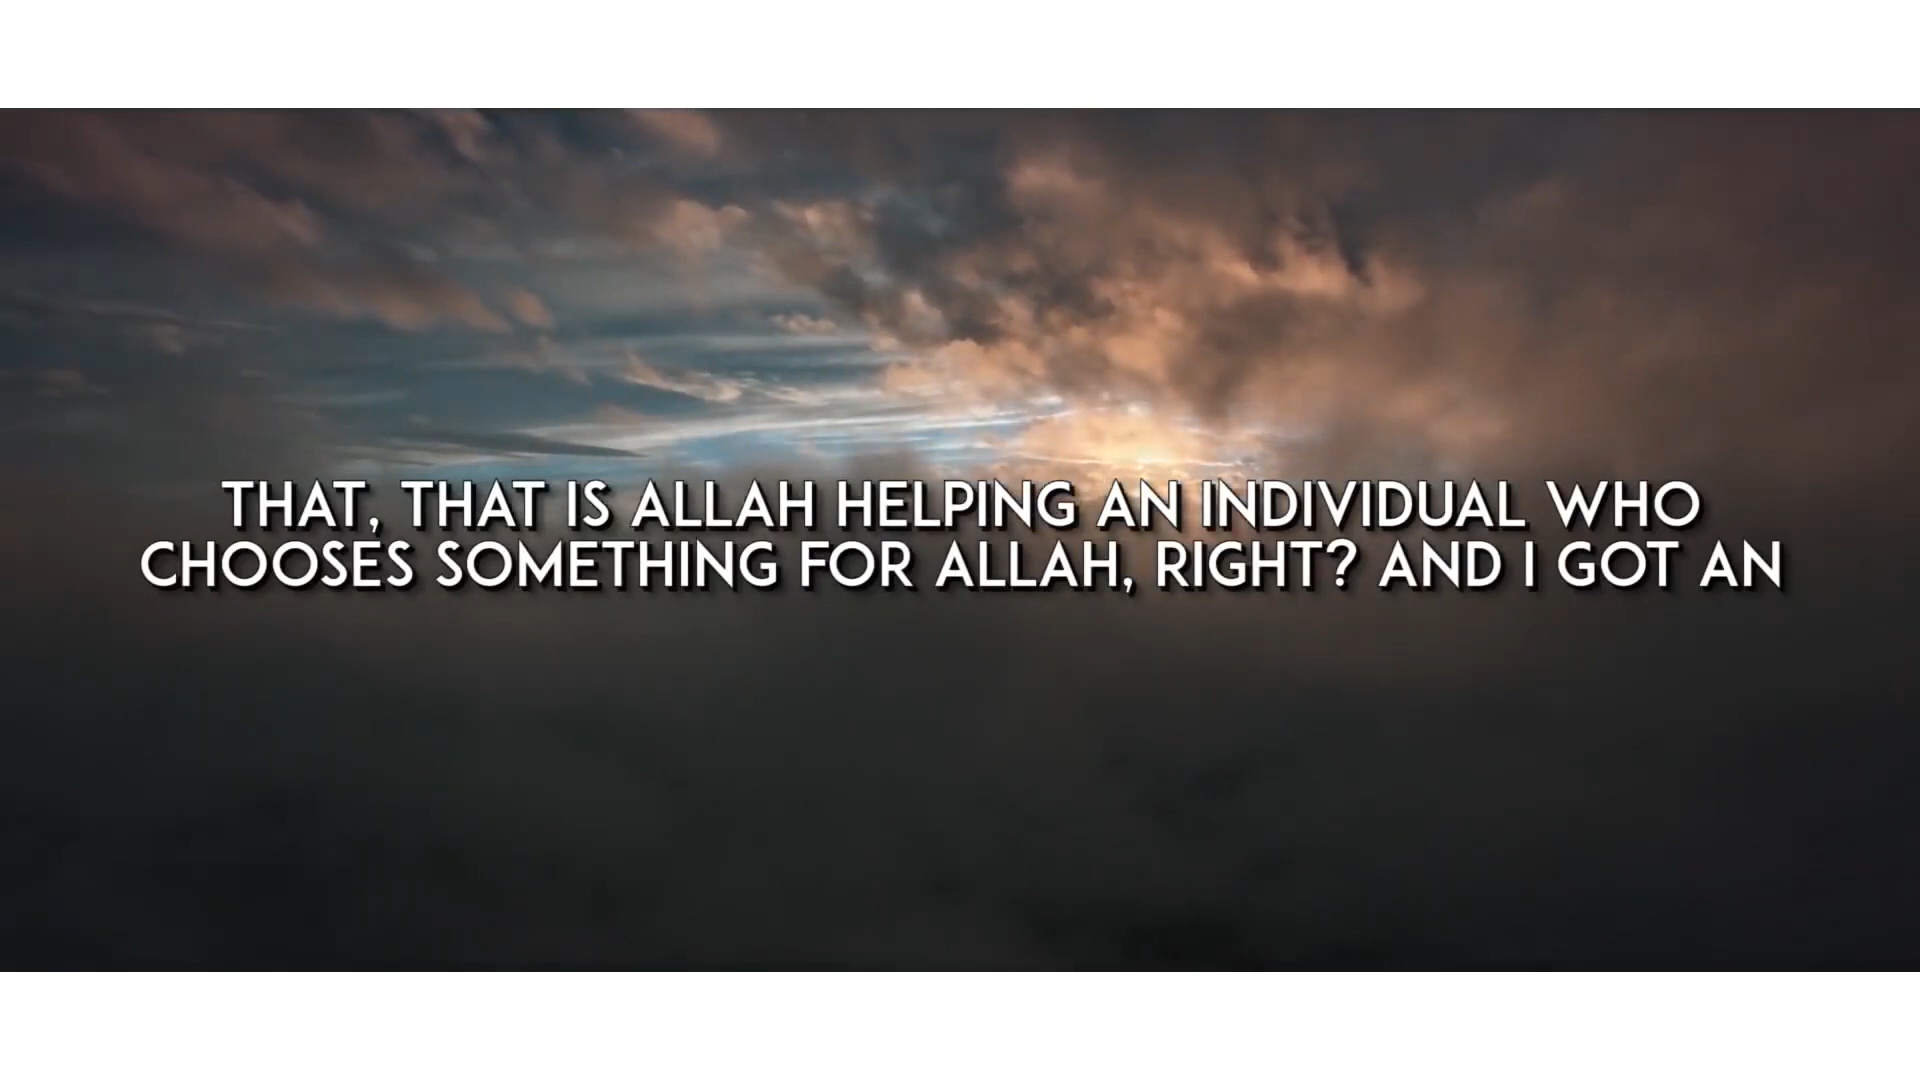 THAT, THAT IS ALLAH HELPING AN INDIVIDUAL WHO
CHOOSES SOMETHING FOR ALLAH, RIGHT? AND I GOT AN